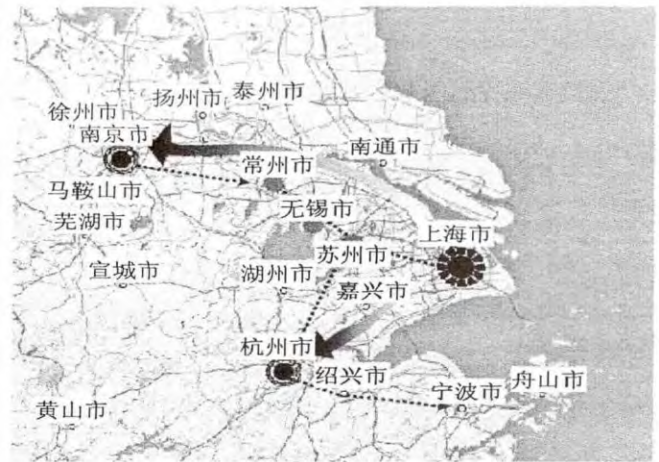 泰州市
扬州市
徐州市
南京市
南通市
常州市
马鞍山市
无锡市
芜湖市
上海市
苏州市
宣城市
湖州市
嘉兴市
杭州市
绍兴市
舟山市
宁波市
黄山市